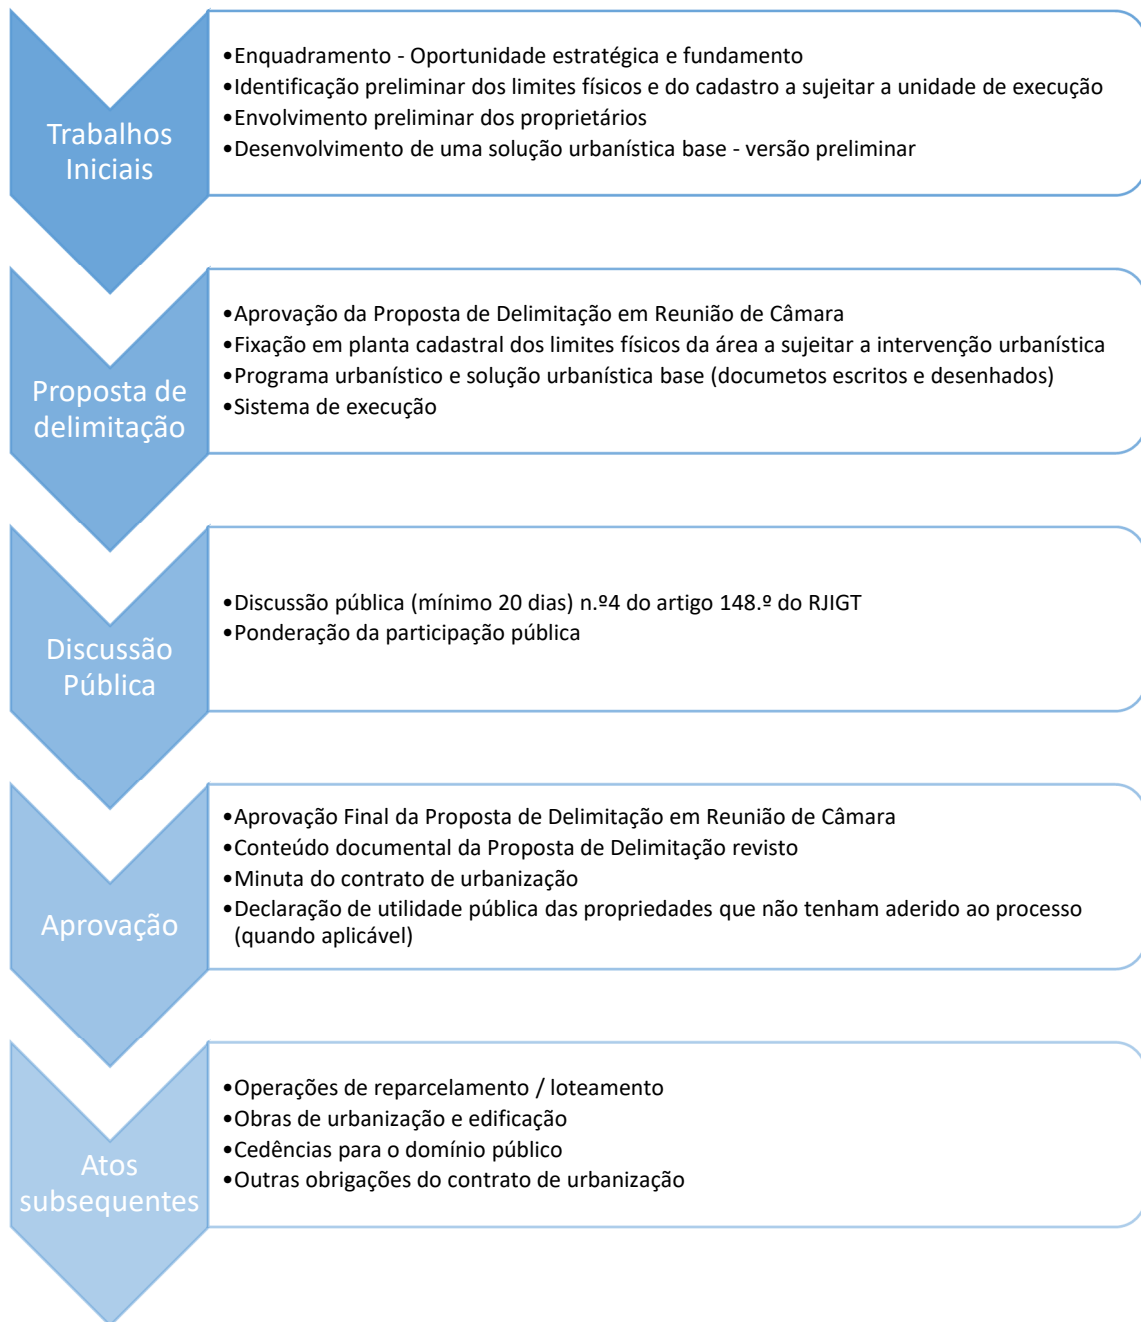 Trabalhos
Iniciais
•Enquadramento - Oportunidade estratégica e fundamento
•Identificação preliminar dos limites físicos e do cadastro a sujeitar a unidade de execução
•Envolvimento preliminar dos proprietários
•Desenvolvimento de uma solução urbanística base - versão preliminar
Proposta de
delimitação
•Aprovação da Proposta de Delimitação em Reunião de Câmara
•Fixação em planta cadastral dos limites físicos da área a sujeitar a intervenção urbanística
•Programa urbanístico e solução urbanística base (documetos escritos e desenhados)
•Sistema de execução
Discussão
Pública
•Discussão pública (mínimo 20 dias) n.º4 do artigo 148.º do RJIGT
•Ponderação da participação pública
Aprovação
•Aprovação Final da Proposta de Delimitação em Reunião de Câmara
•Conteúdo documental da Proposta de Delimitação revisto
•Minuta do contrato de urbanização
•Declaração de utilidade pública das propriedades que não tenham aderido ao processo
(quando aplicável)
Atos
subsequentes
•Operações de reparcelamento / loteamento
•Obras de urbanização e edificação
•Cedências para o domínio público
•Outras obrigações do contrato de urbanização